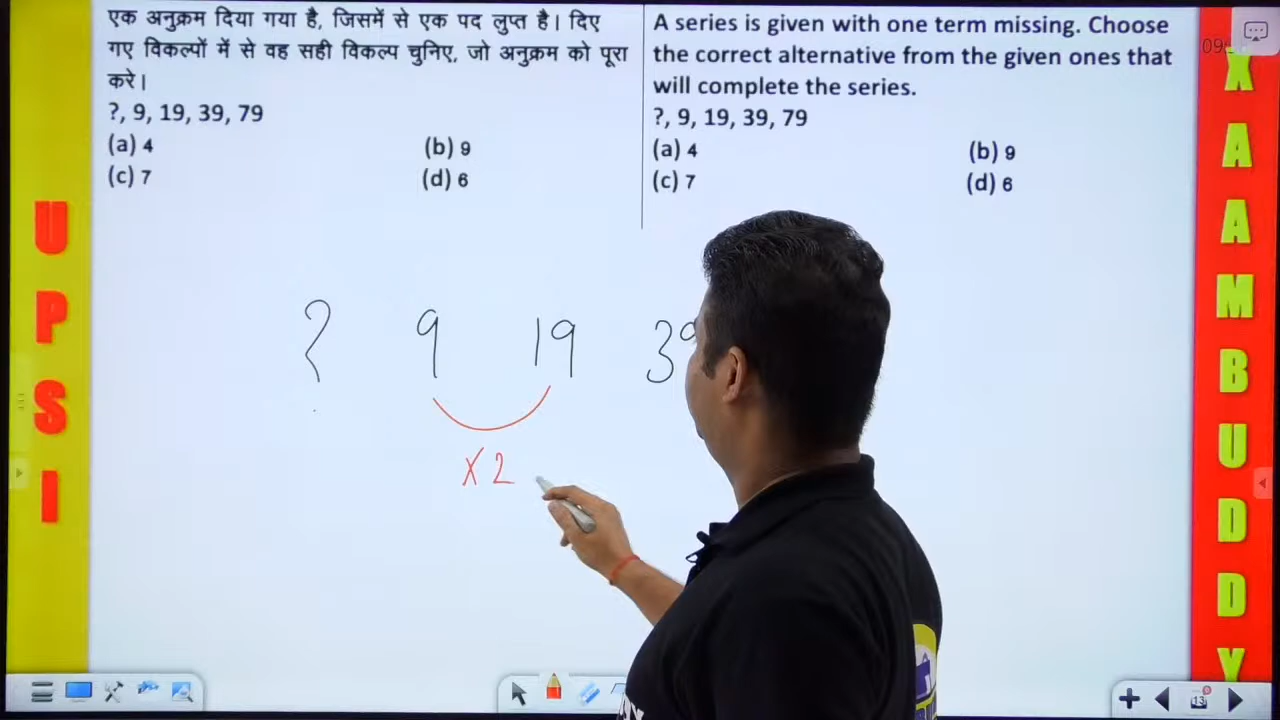 एक अनुक्रम दिया गया है, जिसमें से एक पद लुप्त है। दिए
गए विकल्पों में से वह सही विकल्प चुनिए, जो अनुक्रम को पूरा
करे।
?, 9, 19, 39, 79
(a) 4 (b) 9
(c) 7 (d) 6
A series is given with one term missing. Choose
the correct alternative from the given ones that
will complete the series.
?, 9, 19, 39, 79
(a) 4 (b) 9
(c) 7 (d) 6
? 9 19 39
X 2
UPSI
XAAMBUDDY
13